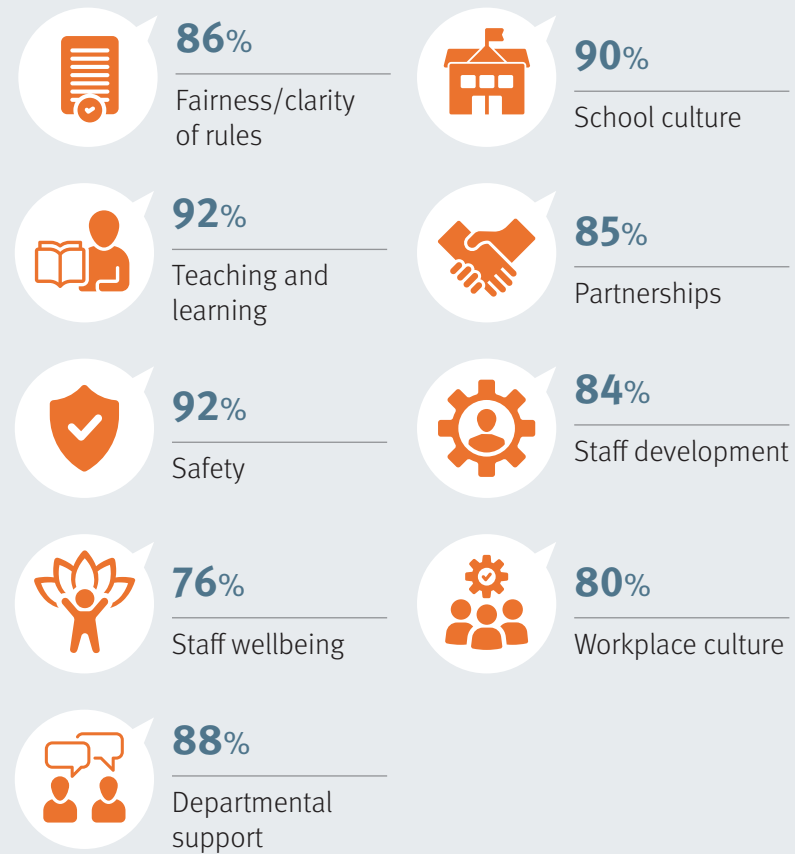 86%
Fairness/clarity
of rules
90%
School culture
92%
Teaching and
learning
85%
Partnerships
92%
Safety
84%
Staff development
76%
Staff wellbeing
80%
Workplace culture
88%
Departmental
support